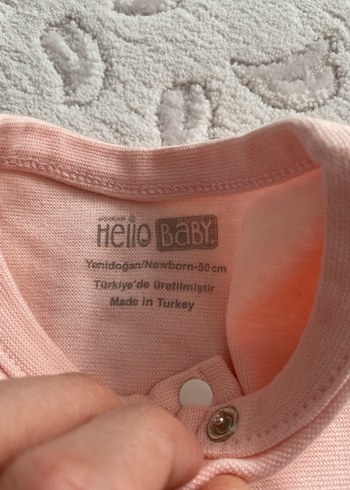 Hello BABY
Yenidoğan/Newborn-50cm
Türkiye'de Üretilmiştir
Made in Turkey